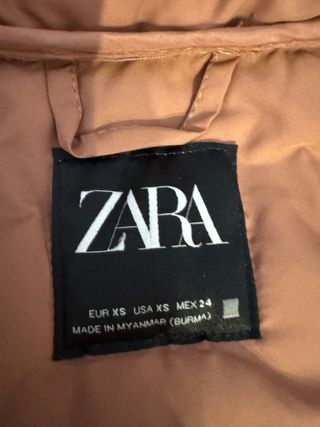 ZARA
EUR XS USA XS MEX 24
MADE IN MYANMAR (BURMA)